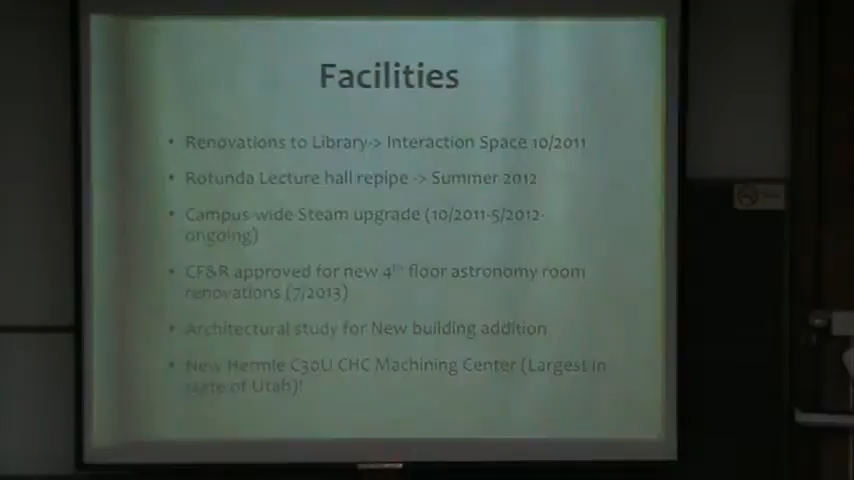 Facilities
• Renovations to Library-> Interaction Space 10/2011
• Rotunda Lecture hall repipe -> Summer 2012
• Campus wide Steam upgrade (10/2011-5/2012-
ongoing)
• CF&R approved for new 4th floor astronomy room
renovations (7/2013)
• Architectural study for New building addition
• New Hermle C30U CHC Machining Center (Largest in
state of Utah)!